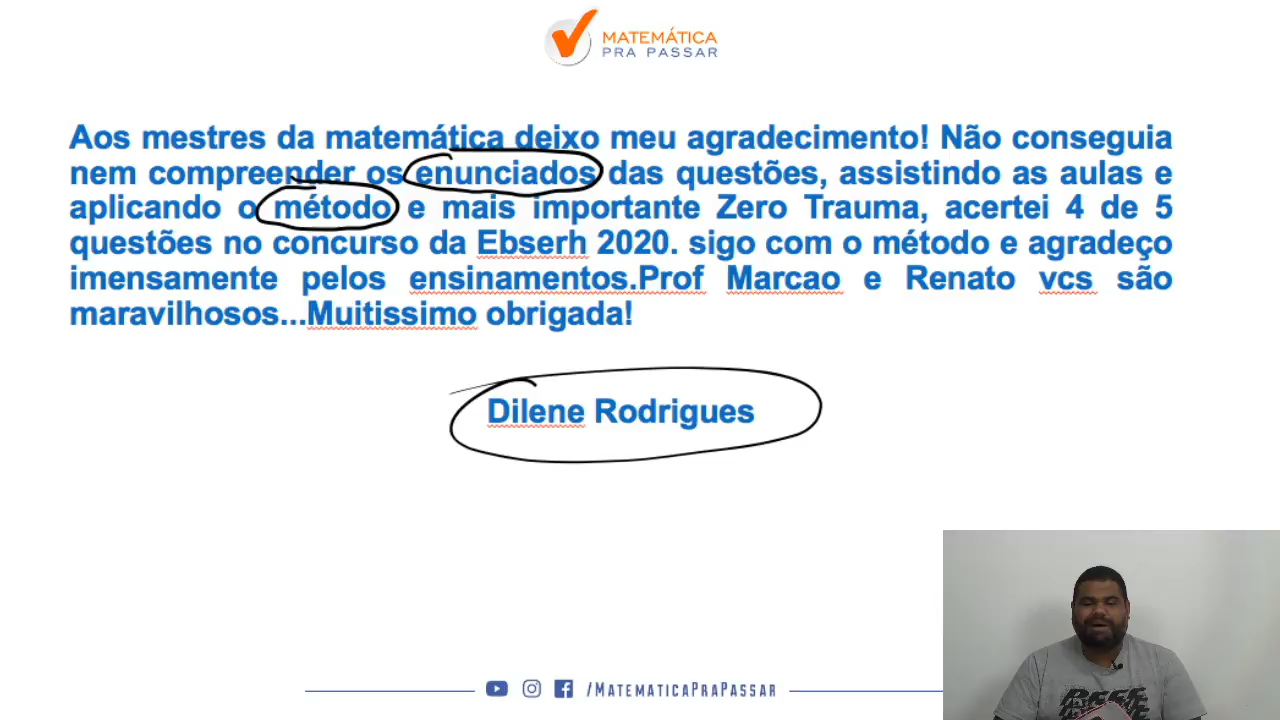 MATEMÁTICA
PRA PASSAR
Aos mestres da matemática deixo meu agradecimento! Não conseguia
nem compreender os enunciados das questões, assistindo as aulas e
aplicando o método e mais importante Zero Trauma, acertei 4 de 5
questões no concurso da Ebserh 2020. sigo com o método e agradeço
imensamente pelos ensinamentos.Prof Marcao e Renato vcs são
maravilhosos...Muitissimo obrigada!
Dilene Rodrigues
/MATEMATICAPRAPASSAR